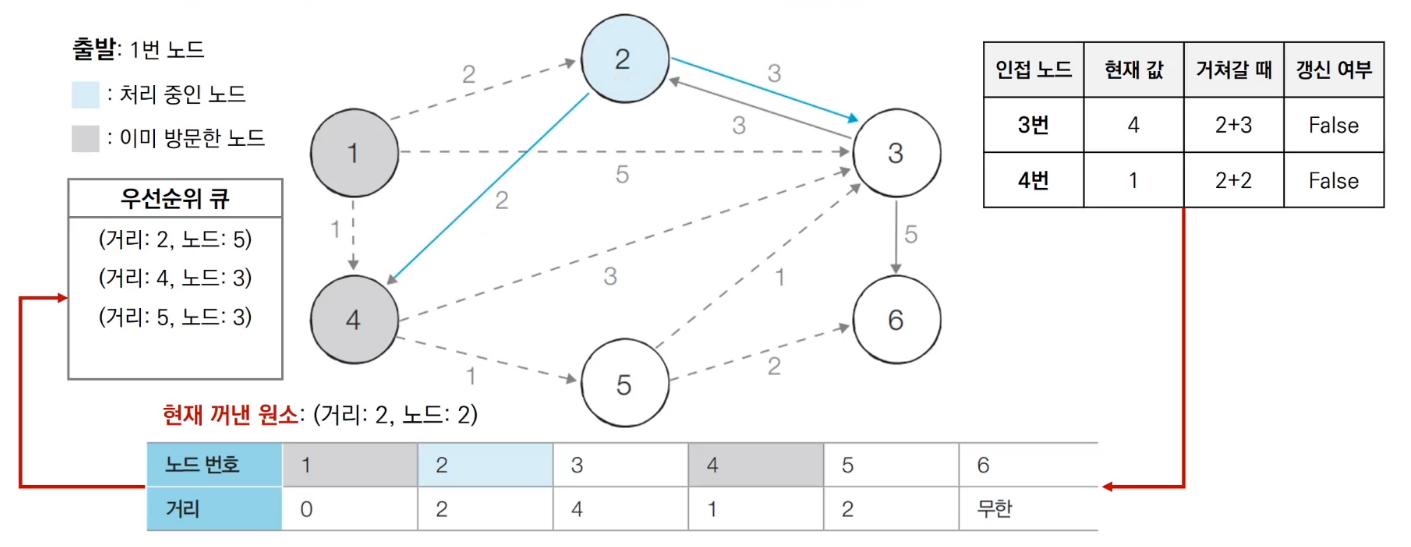 출발: 1번 노드
: 처리 중인 노드
: 이미 방문한 노드
우선순위 큐
(거리: 2, 노드: 5)
(거리: 4, 노드: 3)
(거리: 5, 노드: 3)
2
2
3
3
1
5
3
2
1
3
5
4
1
6
1
5
2
인접 노드 현재 값 거쳐갈 때 갱신 여부
3번 4 2+3 False
4번 1 2+2 False
현재 꺼낸 원소: (거리: 2, 노드: 2)
노드 번호 1 2 3 4 5 6
거리 0 2 4 1 2 무한